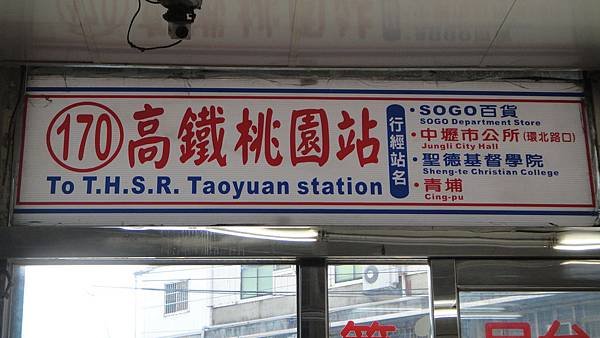 170 高鐵桃園站
To T.H.S.R. Taoyuan station
行經站名
·SOGO百貨
SOGO Department Store
·中壢市公所(環北路口)
Jungli City Hall
·聖德基督學院
Sheng-te Christian College
·青埔
Cing-pu